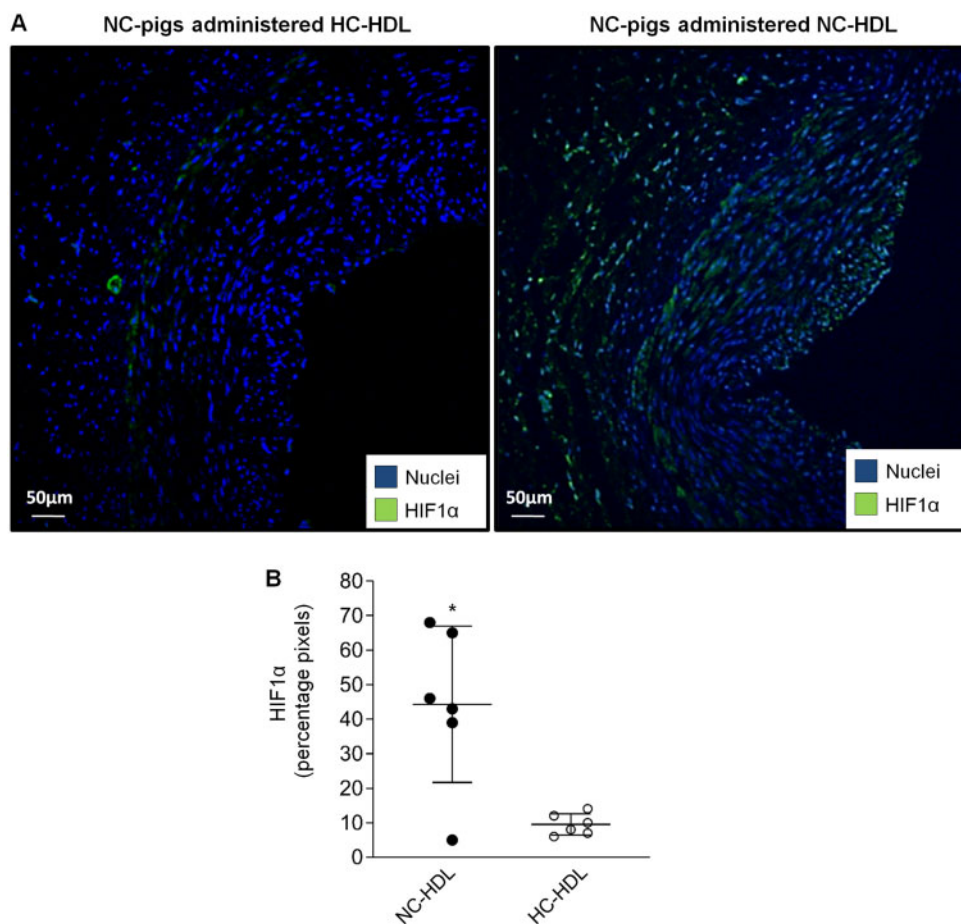 A
NC-pigs administered HC-HDL
NC-pigs administered NC-HDL
50µm
Nuclei
HIF1α
50µm
Nuclei
HIF1α
B
HIF1α
(percentage pixels)
80
70
60
50
40
30
20
10
0
*
NC-HDL
HC-HDL